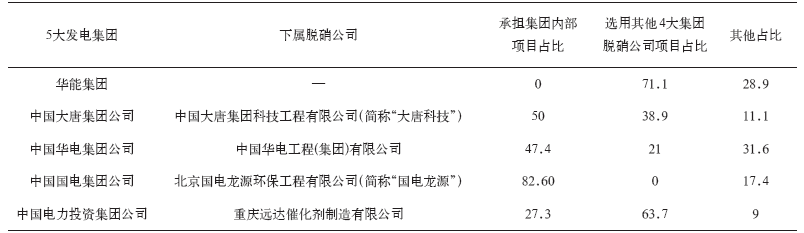 5大发电集团 下属脱硝公司 承担集团内部项目占比 选用其他4大集团脱硝公司项目占比 其他占比
华能集团 — 0 71.1 28.9
中国大唐集团公司 中国大唐集团科技工程有限公司(简称“大唐科技”) 50 38.9 11.1
中国华电集团公司 中国华电工程(集团)有限公司 47.4 21 31.6
中国国电集团公司 北京国电龙源环保工程有限公司(简称“国电龙源”) 82.60 0 17.4
中国电力投资集团公司 重庆远达催化剂制造有限公司 27.3 63.7 9